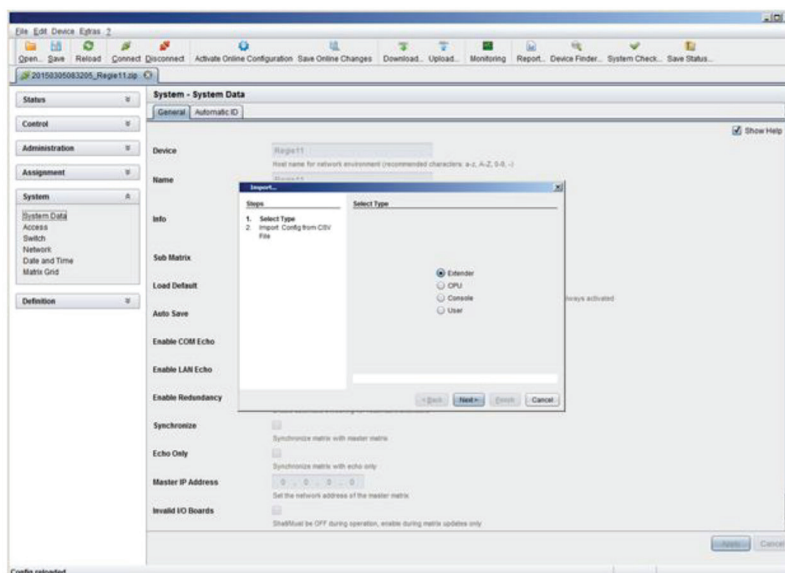 File Edit Device Extras ?
Open... Save Reload Connect Disconnect Activate Online Configuration Save Online Changes Download... Upload... Monitoring Report... Device Finder... System Check... Save Status...
20150305083205_Regie11.zip
Status
Control
Administration
Assignment
System
System Data
Access
Switch
Network
Date and Time
Matrix Grid
Definition
System - System Data
General Automatic ID
Show Help
Device Regie11
Host name for network environment (recommended characters: a-z, A-Z, 0-9, -)
Name Regie11
Info
Sub Matrix
Load Default
always activated
Auto Save
Enable COM Echo
Enable LAN Echo
Enable Redundancy
Synchronize
Synchronize matrix with master matrix
Echo Only
Synchronize matrix with echo only
Master IP Address 0 . 0 . 0 . 0
Set the network address of the master matrix
Invalid I/O Boards
Shall/Must be OFF during operation, enable during matrix updates only
Apply Cancel
Config reloaded
Import...
Steps
1. Select Type
2. Import Config from CSV
File
Select Type
Extender
CPU
Console
User
< Back Next > Finish Cancel